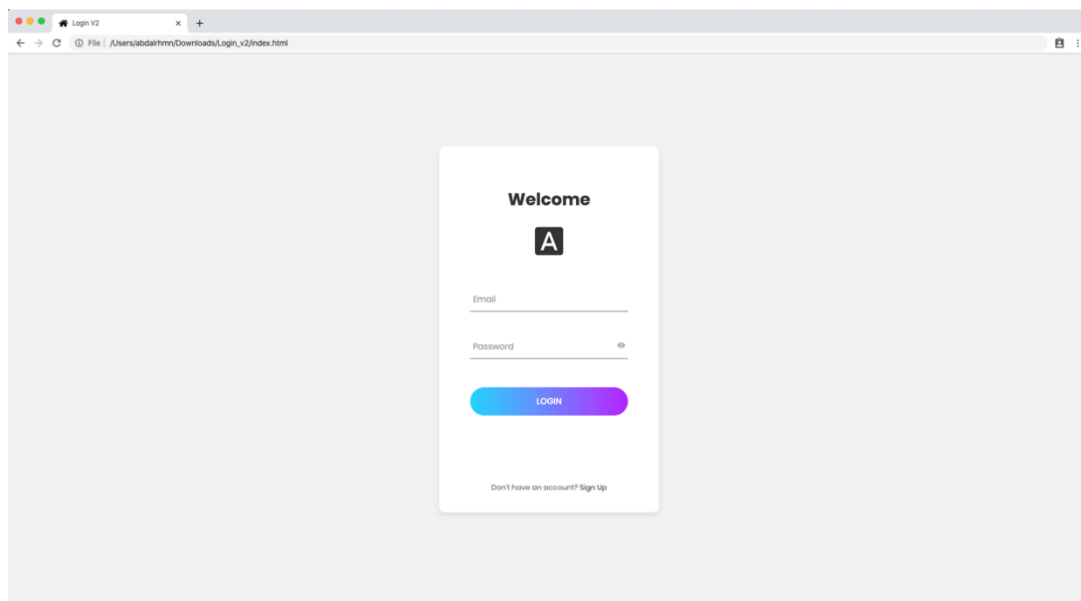 Login V2
File | /Users/abdalrhmn/Downloads/Login_v2/index.html
Welcome
A
Email
Password
LOGIN
Don't have an account? Sign Up